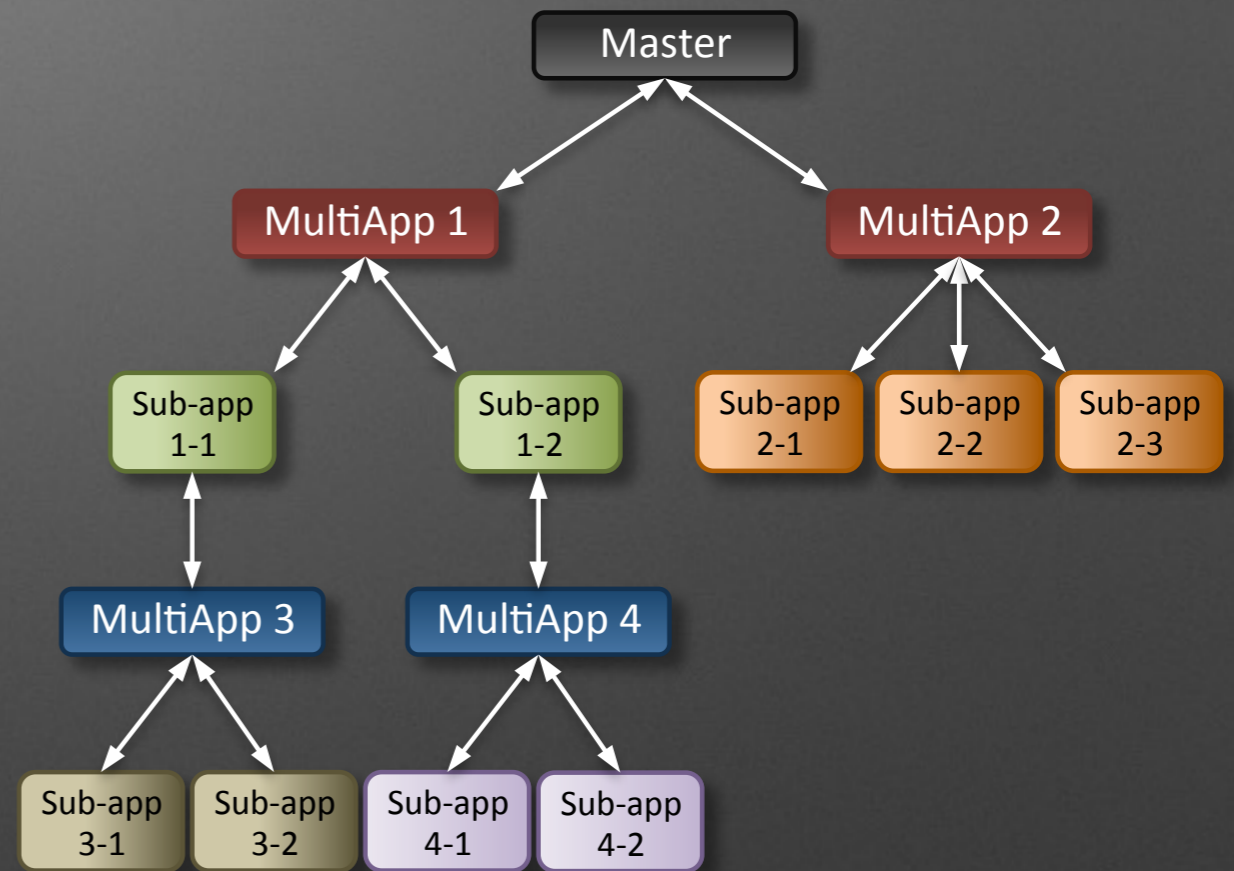 Master
MultiApp 1
MultiApp 2
Sub-app
1-1
Sub-app
1-2
Sub-app
2-1
Sub-app
2-2
Sub-app
2-3
MultiApp 3
MultiApp 4
Sub-app
3-1
Sub-app
3-2
Sub-app
4-1
Sub-app
4-2